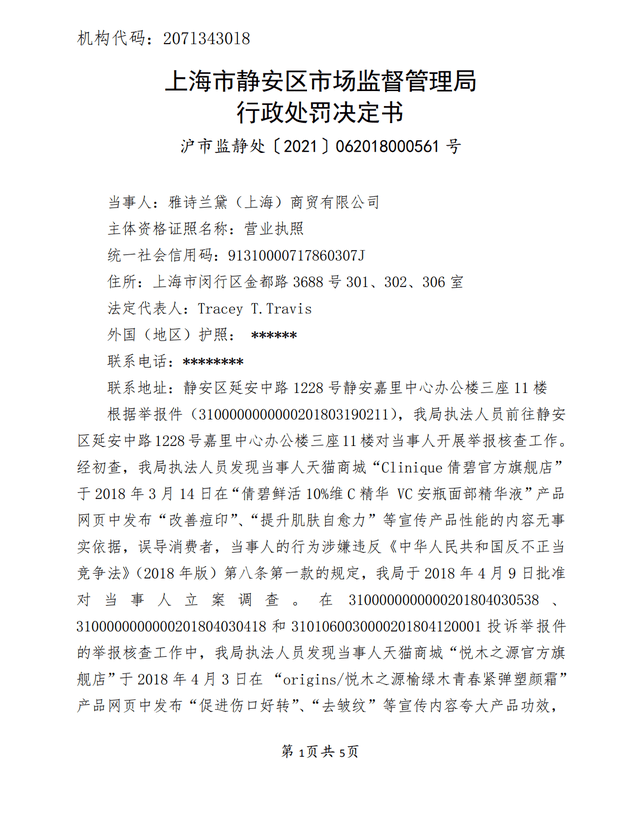 机构代码：2071343018
上海市静安区市场监督管理局
行政处罚决定书
沪市监静处〔2021〕062018000561 号
当事人：雅诗兰黛（上海）商贸有限公司
主体资格证照名称：营业执照
统一社会信用码：91310000717860307J
住所：上海市闵行区金都路 3688 号 301、302、306 室
法定代表人：Tracey T.Travis
外国（地区）护照： ******
联系电话：********
联系地址：静安区延安中路 1228 号静安嘉里中心办公楼三座 11 楼
根据举报件（3100000000000201803190211），我局执法人员前往静安
区延安中路 1228 号嘉里中心办公楼三座 11 楼对当事人开展举报核查工作。
经初查，我局执法人员发现当事人天猫商城“Clinique 倩碧官方旗舰店”
于 2018 年 3 月 14 日在“倩碧鲜活 10%维 C 精华 VC 安瓶面部精华液”产品
网页中发布“改善痘印”、“提升肌肤自愈力”等宣传产品性能的内容无事
实依据，误导消费者，当事人的行为涉嫌违反《中华人民共和国反不正当
竞争法》（2018 年版）第八条第一款的规定，我局于 2018 年 4 月 9 日批准
对当事人立案调查。在 3100000000000201804030538 、
3100000000000201804030418 和 3101060030000201804120001 投诉举报件
的举报核查工作中，我局执法人员发现当事人天猫商城“悦木之源官方旗
舰店”于 2018 年 4 月 3 日在 “origins/悦木之源榆绿木青春紧弹塑颜霜”
产品网页中发布“促进伤口好转”、“去皱纹”等宣传内容夸大产品功效，
第 1页共 5页